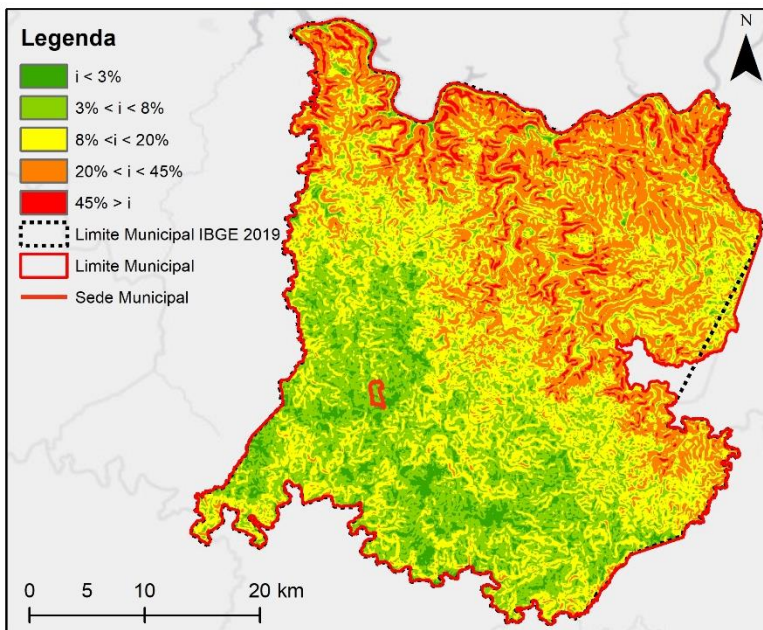 Legenda
i < 3%
3% < i < 8%
8% <i < 20%
20% < i < 45%
45% > i
Limite Municipal IBGE 2019
Limite Municipal
Sede Municipal
N
0 5 10 20 km